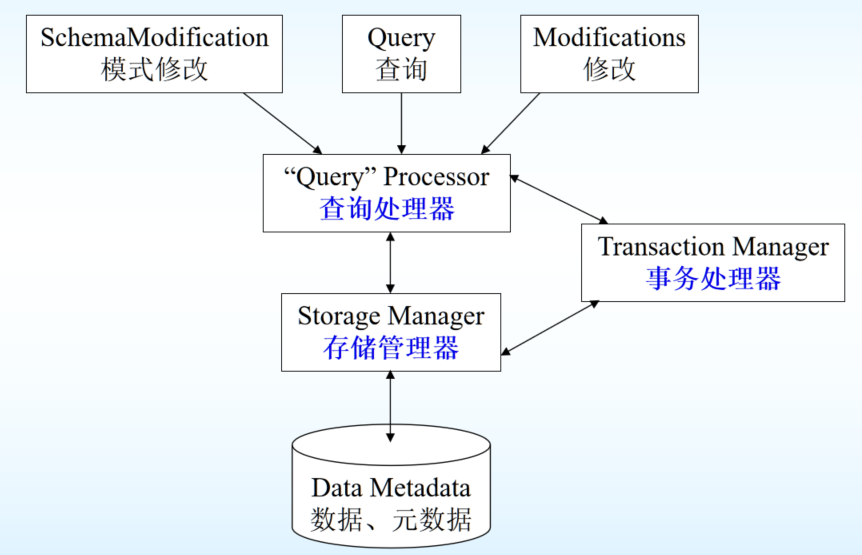 SchemaModification
模式修改
Query
查询
Modifications
修改
“Query” Processor
查询处理器
Transaction Manager
事务处理器
Storage Manager
存储管理器
Data Metadata
数据、元数据